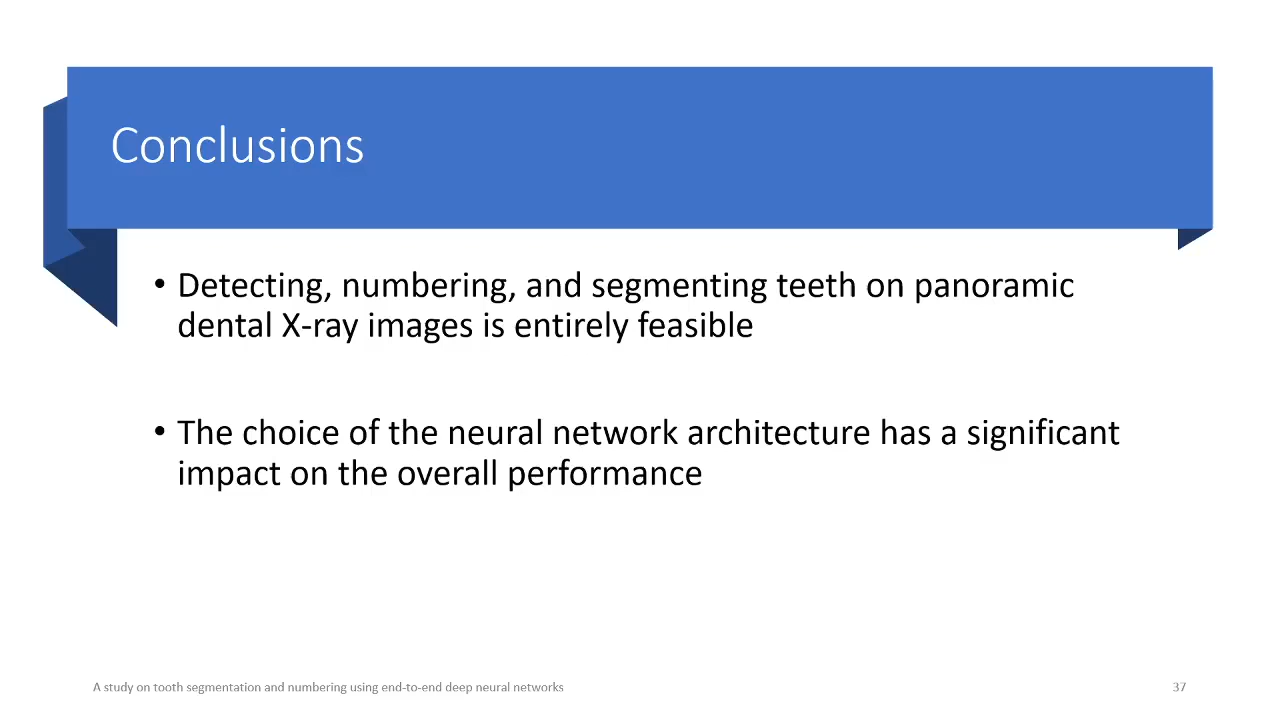 Conclusions
• Detecting, numbering, and segmenting teeth on panoramic
dental X-ray images is entirely feasible
• The choice of the neural network architecture has a significant
impact on the overall performance
A study on tooth segmentation and numbering using end-to-end deep neural networks
37